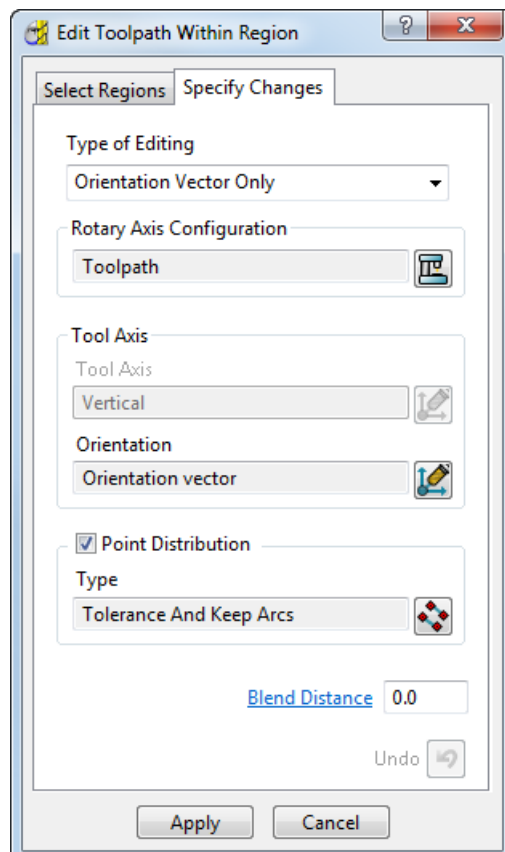 Edit Toolpath Within Region
?
X
Select Regions
Specify Changes
Type of Editing
Orientation Vector Only
Rotary Axis Configuration
Toolpath
Tool Axis
Tool Axis
Vertical
Orientation
Orientation vector
Point Distribution
Type
Tolerance And Keep Arcs
Blend Distance 0.0
Undo
Apply Cancel